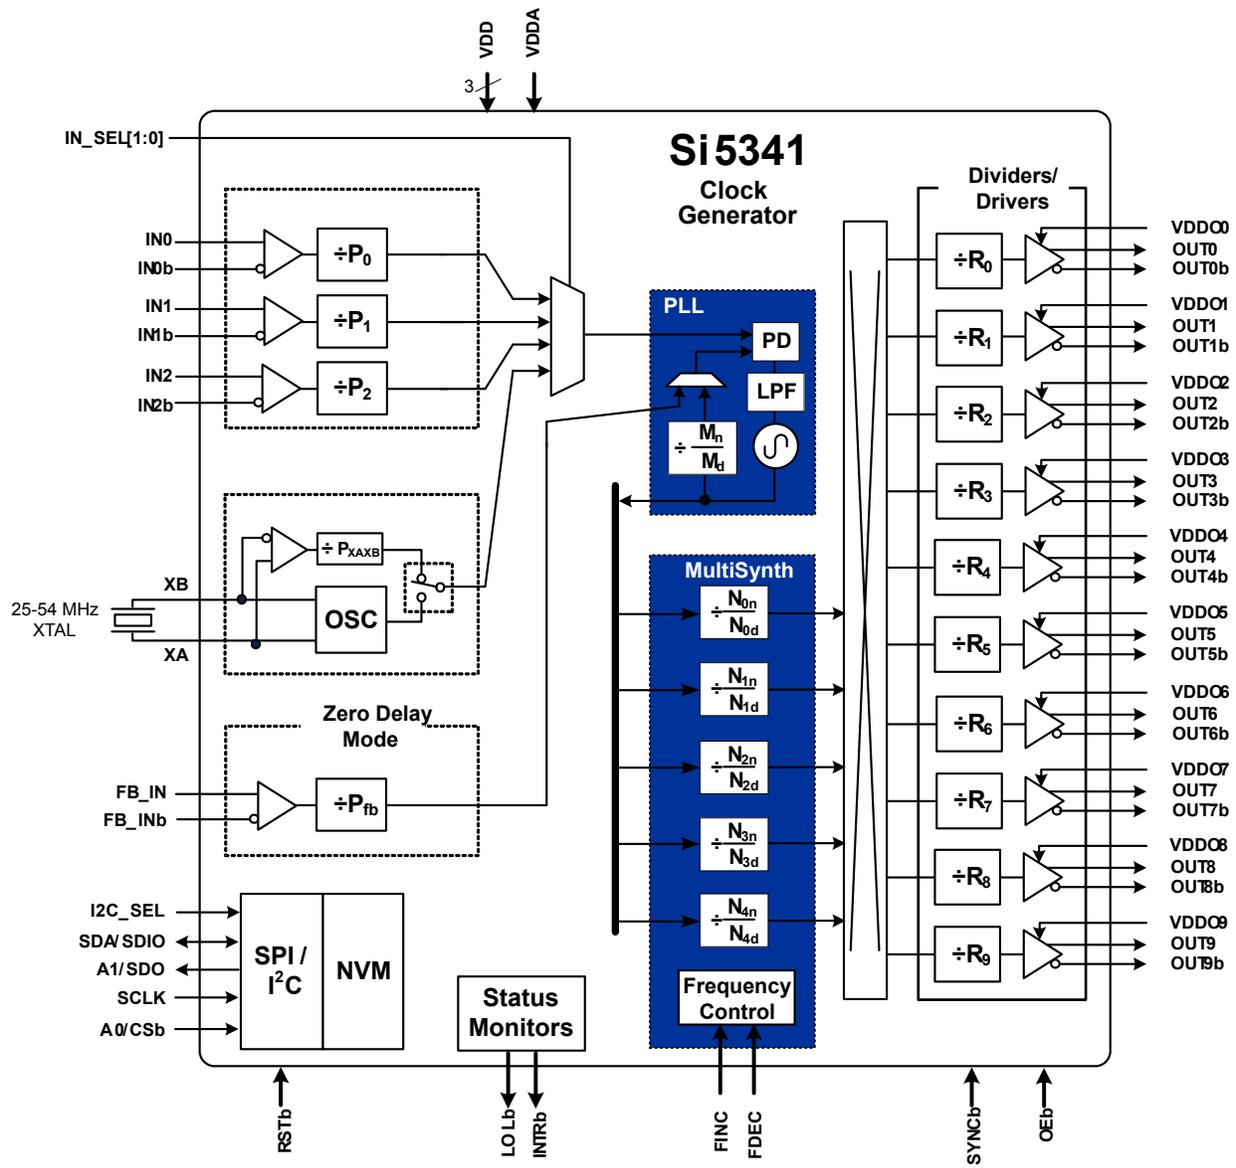 VDD
VDDA
3
IN_SEL[1:0]
Si5341
Clock
Generator
Dividers/
Drivers
IN0
IN0b
÷P0
IN1
IN1b
÷P1
IN2
IN2b
÷P2
PLL
PD
LPF
÷ Mn
Md
XB
25-54 MHz
XTAL
XA
÷ PXAXB
OSC
Zero Delay
Mode
FB_IN
FB_INb
÷Pfb
MultiSynth
÷ N0n
N0d
÷ N1n
N1d
÷ N2n
N2d
÷ N3n
N3d
÷ N4n
N4d
Frequency
Control
÷R0
VDDO0
OUT0
OUT0b
÷R1
VDDO1
OUT1
OUT1b
÷R2
VDDO2
OUT2
OUT2b
÷R3
VDDO3
OUT3
OUT3b
÷R4
VDDO4
OUT4
OUT4b
÷R5
VDDO5
OUT5
OUT5b
÷R6
VDDO6
OUT6
OUT6b
÷R7
VDDO7
OUT7
OUT7b
÷R8
VDDO8
OUT8
OUT8b
÷R9
VDDO9
OUT9
OUT9b
I2C_SEL
SDA/SDIO
A1/SDO
SCLK
A0/CSb
SPI /
I²C
NVM
Status
Monitors
RSTb
LOLb
INTRb
FINC
FDEC
SYNCb
OEb